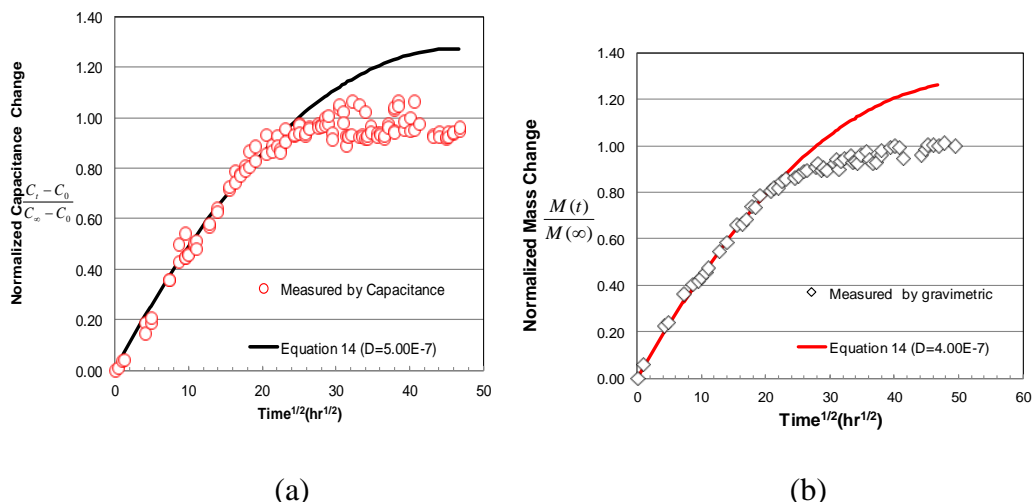 1.40
1.20
1.00
0.80
0.60
0.40
0.20
0.00
0 10 20 30 40 50
Normalized Capacitance Change
C_t − C_0
C_∞ − C_0
Measured by Capacitance
Equation 14 (D=5.00E-7)
Time^1/2(hr^1/2)
(a)
1.40
1.20
1.00
0.80
0.60
0.40
0.20
0.00
0 10 20 30 40 50 60
Normalized Mass Change
M(t)
M(∞)
Measured by gravimetric
Equation 14 (D=4.00E-7)
Time^1/2(hr^1/2)
(b)